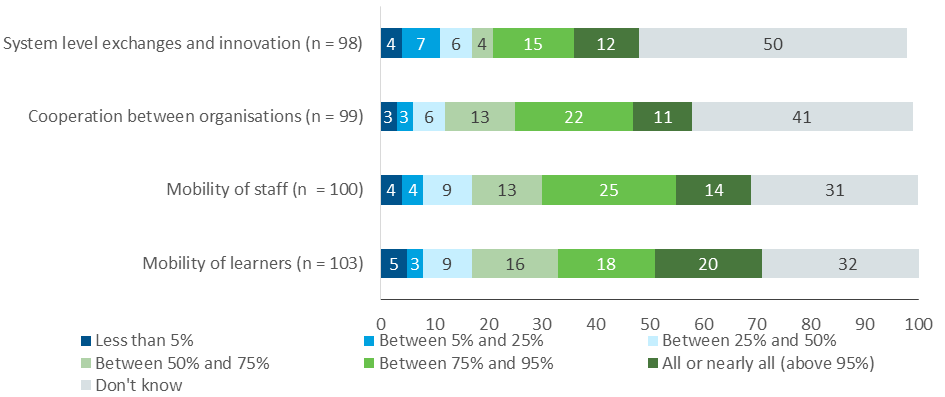 System level exchanges and innovation (n = 98) 4 7 6 4 15 12 50
Cooperation between organisations (n = 99) 3 3 6 13 22 11 41
Mobility of staff (n  = 100) 4 4 9 13 25 14 31
Mobility of learners (n = 103) 5 3 9 16 18 20 32
0 10 20 30 40 50 60 70 80 90 100
Less than 5% Between 5% and 25% Between 25% and 50%
Between 50% and 75% Between 75% and 95% All or nearly all (above 95%)
Don't know